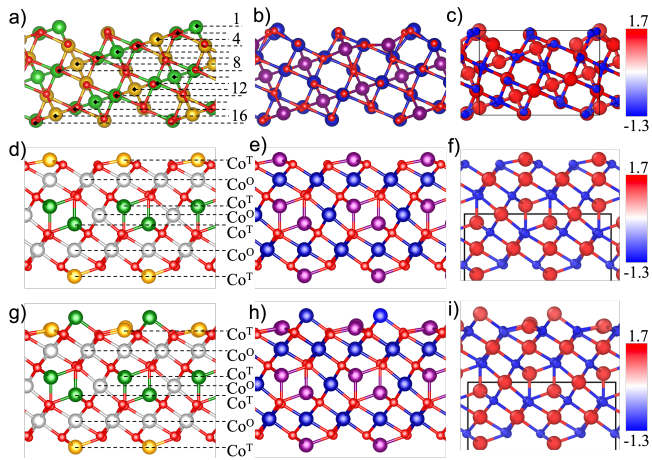 a)
1
4
8
12
16
b)
c)
1.7
-1.3
d)
Co^T
Co^O
Co^T
Co^O
Co^T
Co^O
Co^T
e)
f)
1.7
-1.3
g)
Co^T
Co^O
Co^T
Co^O
Co^T
Co^O
Co^T
h)
i)
1.7
-1.3